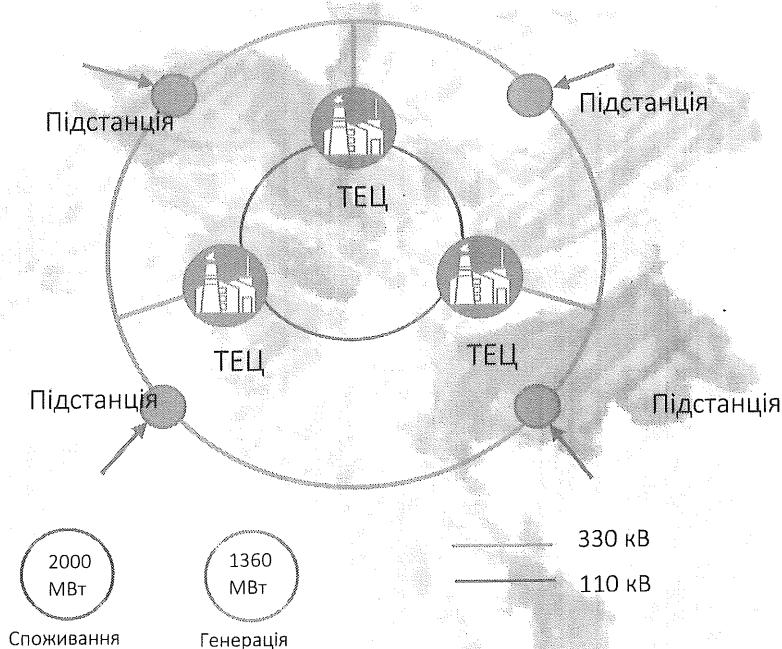 Підстанція
Підстанція
ТЕЦ
ТЕЦ
ТЕЦ
Підстанція
Підстанція
330 кВ
2000
МВт
1360
МВт
110 кВ
Споживання
Генерація